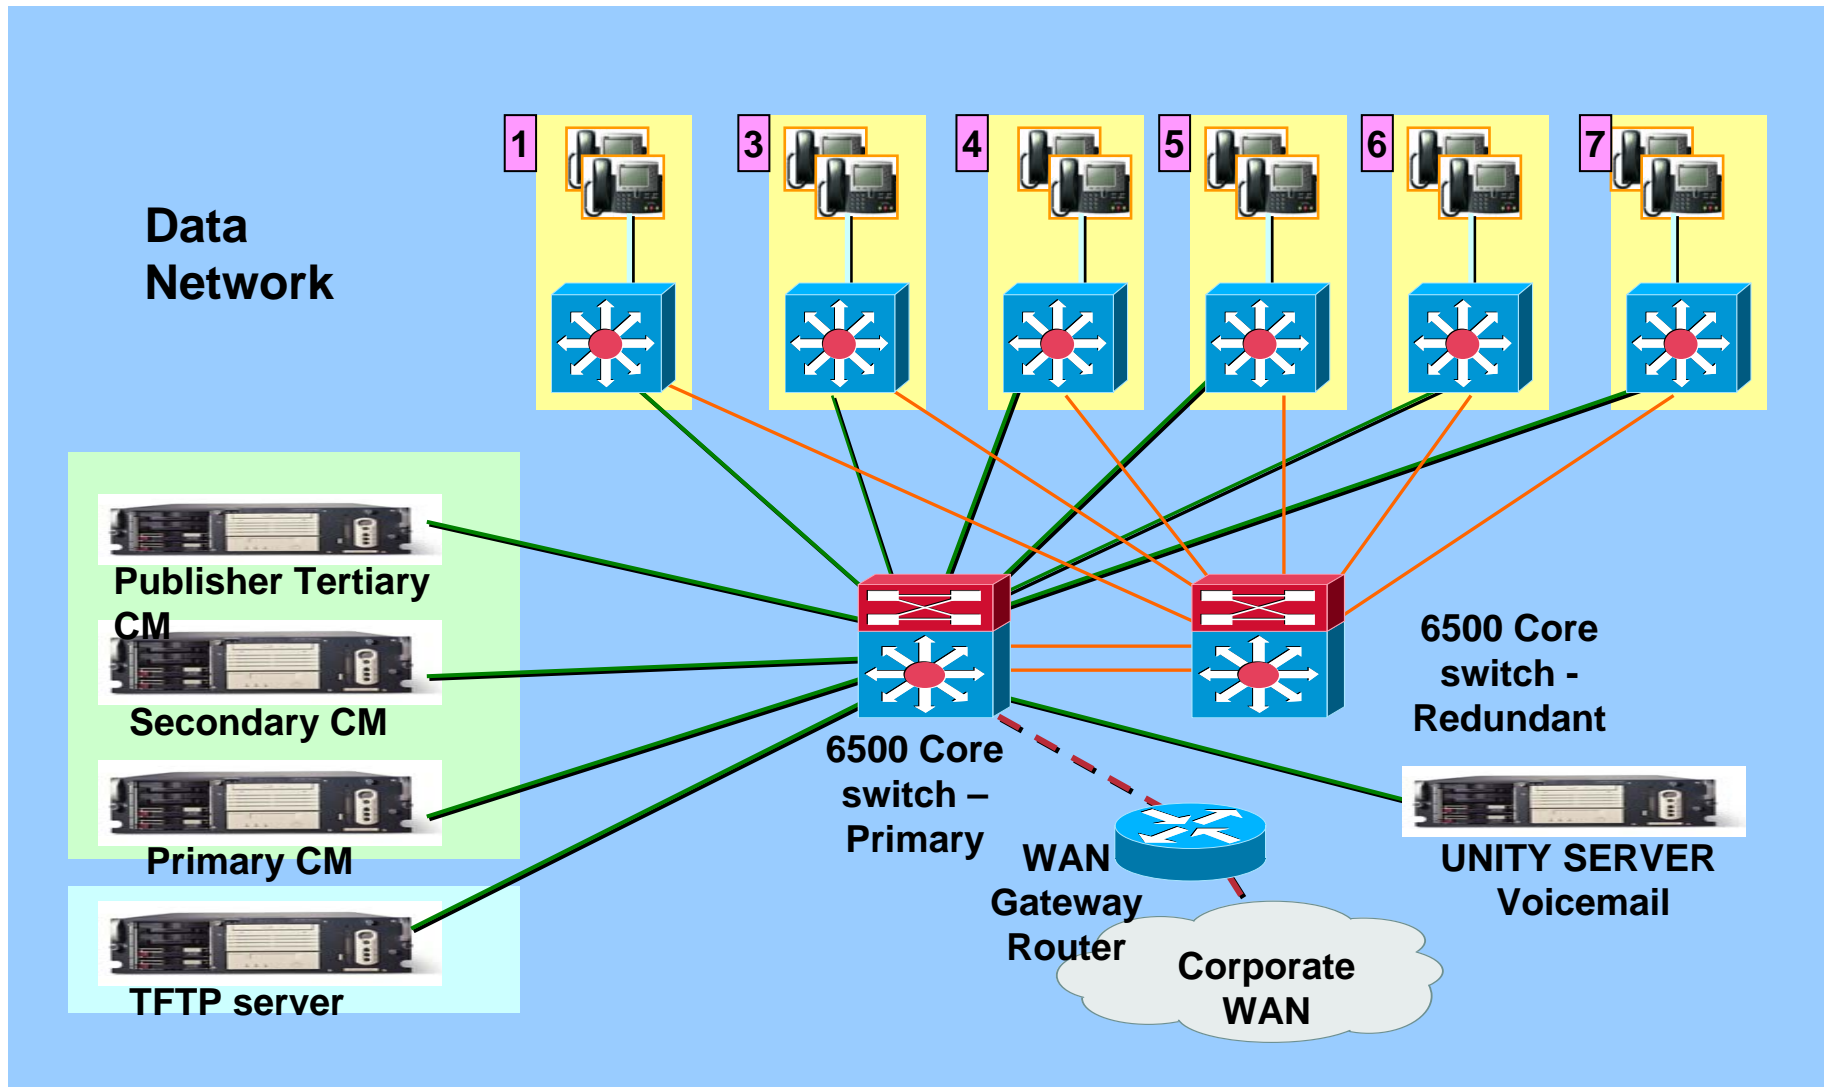 1
3
4
5
6
7
Data
Network
Publisher Tertiary
CM
Secondary CM
Primary CM
TFTP server
6500 Core
switch –
Primary
6500 Core
switch -
Redundant
WAN
Gateway
Router
Corporate
WAN
UNITY SERVER
Voicemail